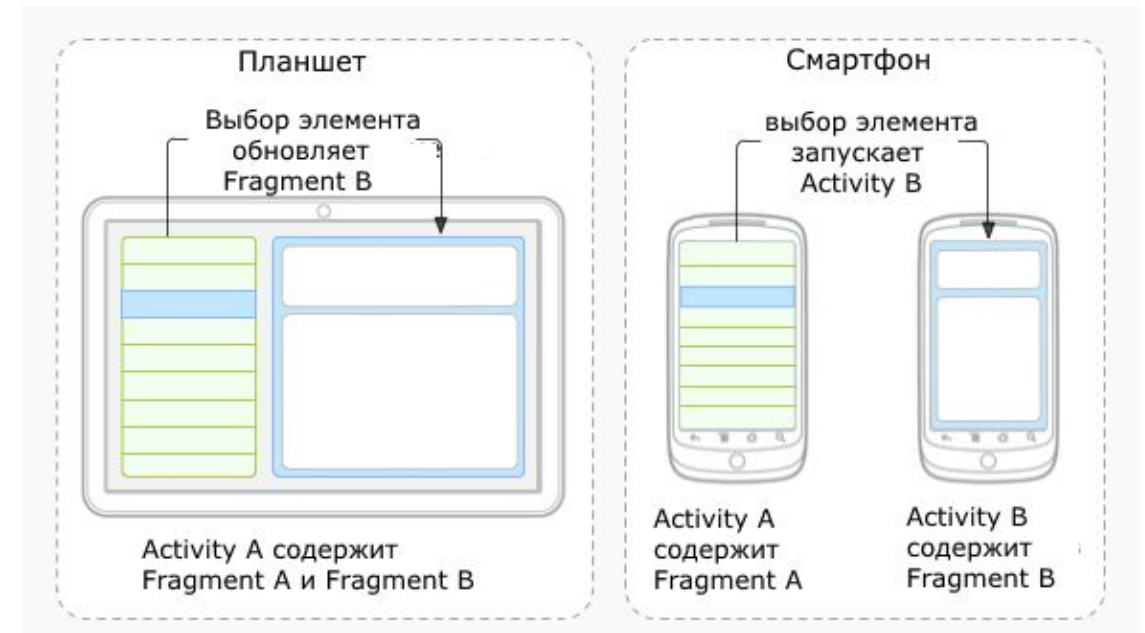 Планшет
Выбор элемента
обновляет
Fragment B
Activity A содержит
Fragment A и Fragment B
Смартфон
выбор элемента
запускает
Activity B
Activity A
содержит
Fragment A
Activity B
содержит
Fragment B